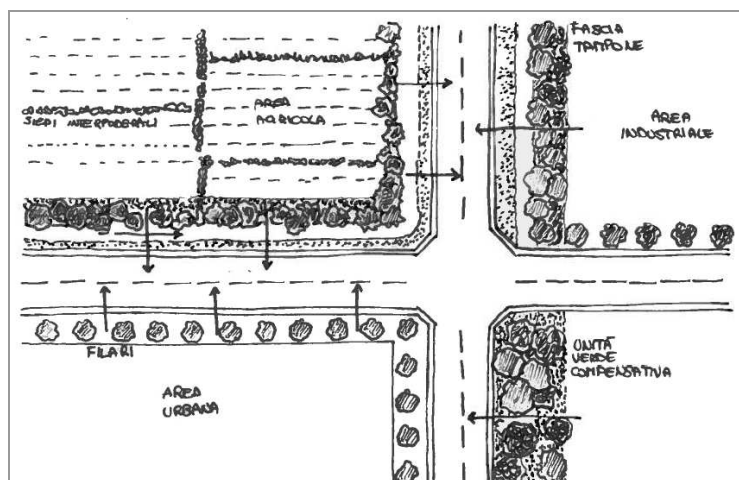 FASCIA
TAMPONE
AREA
AGRICOLA
SIEPI INTERPODERALI
AREA
INDUSTRIALE
FILARI
UNITÀ
VERDE
COMPENSATIVA
AREA
URBANA